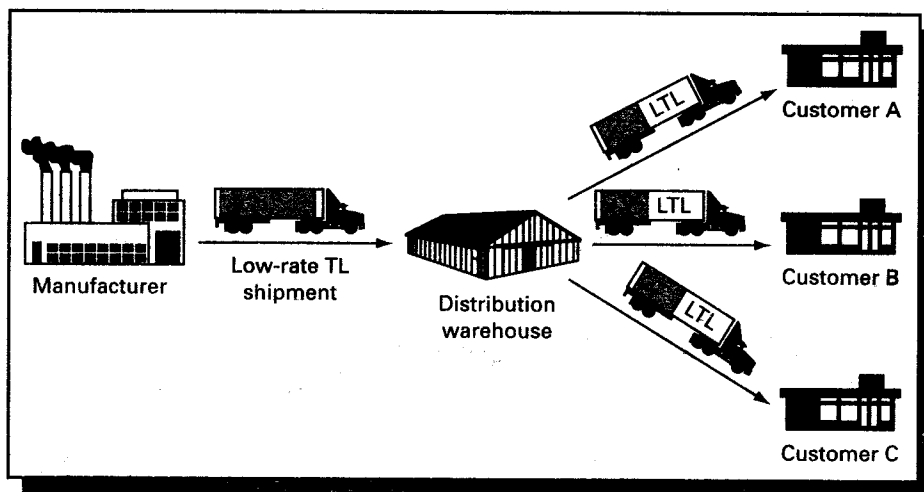 LTL
Customer A
LTL
Manufacturer
Low-rate TL
shipment
Distribution
warehouse
Customer B
LTL
Customer C